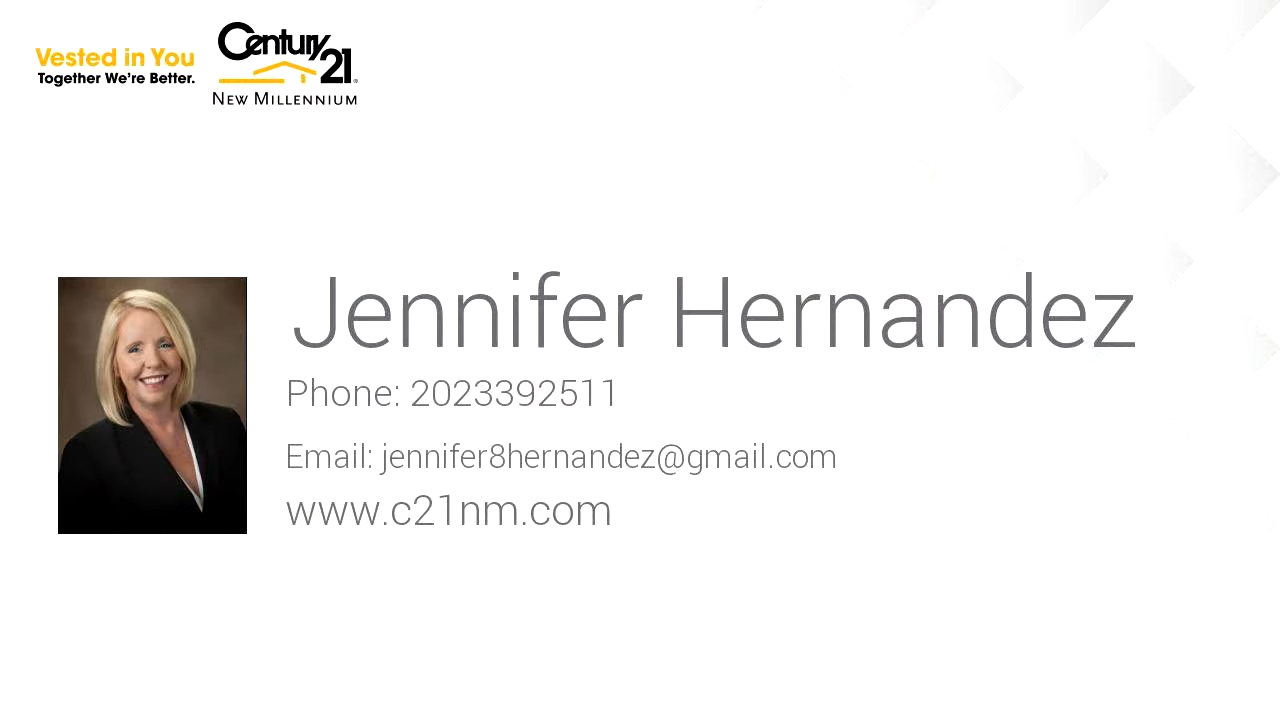 Vested in You
Together We're Better.
Century 21®
NEW MILLENNIUM
Jennifer Hernandez
Phone: 2023392511
Email: jennifer8hernandez@gmail.com
www.c21nm.com